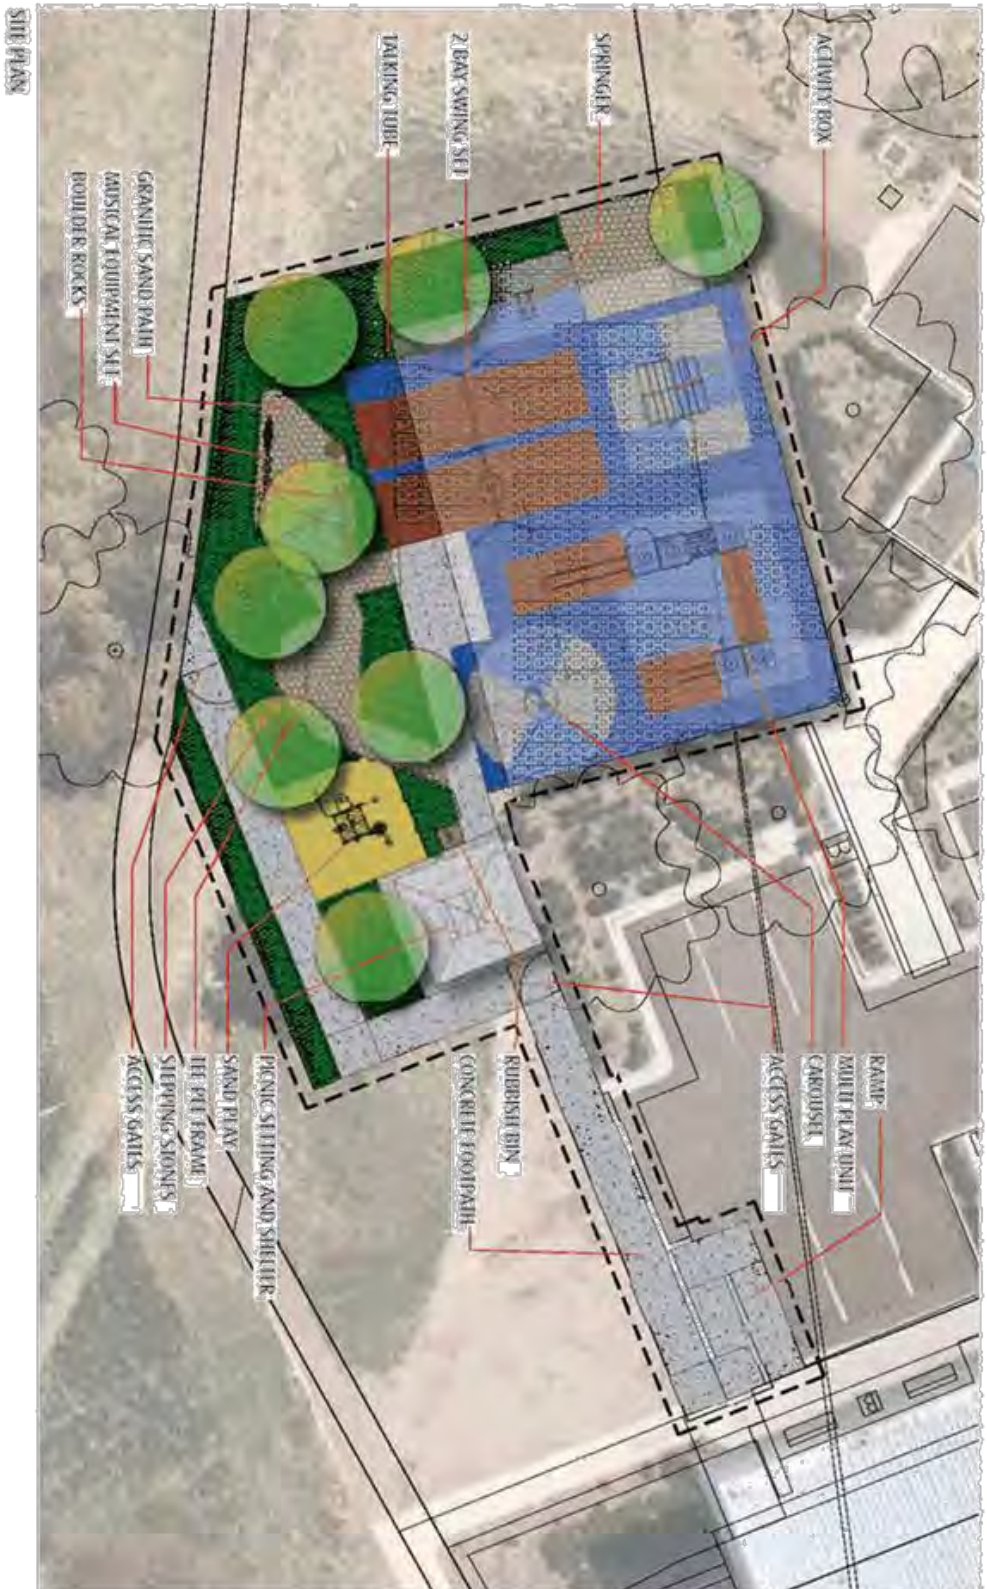 ACTIVITY BOX
SPRINGER
2 BAY SWING SET
TALKING TUBE
GRANITIC SAND PATH
MUSICAL EQUIPMENT SET
BOULDER ROCKS
RAMP
MULTI PLAY UNIT
CAROUSEL
ACCESS GATES
RUBBISH BIN
CONCRETE FOOTPATH
PICNIC SETTING AND SHELTER
SAND PLAY
TEE PEE FRAME
STEPPING STONES
ACCESS GATES
SITE PLAN
B
B